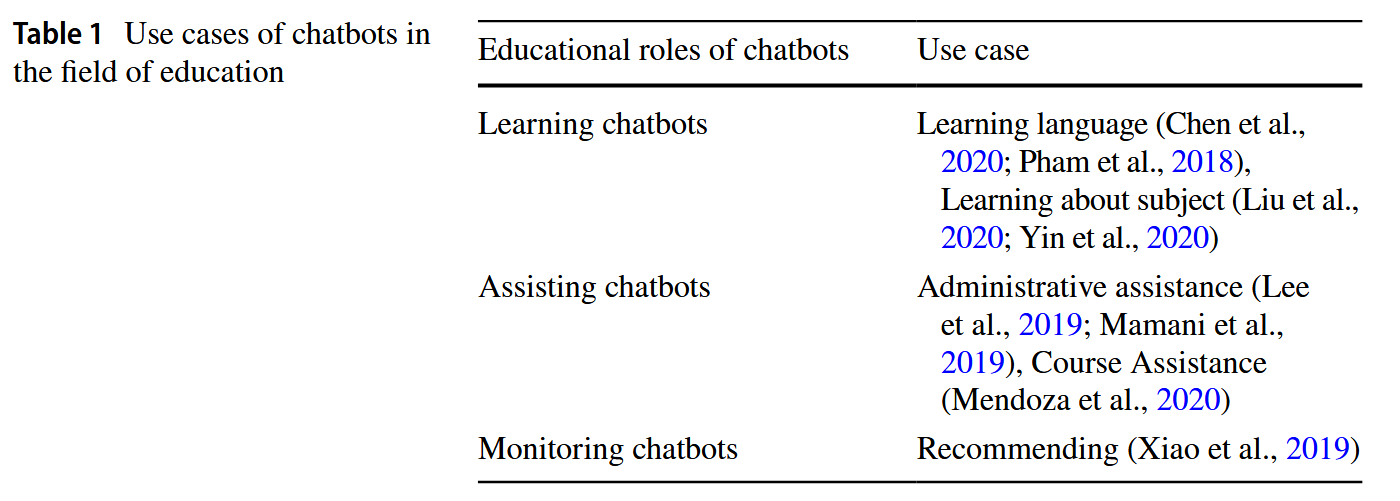 Table 1 Use cases of chatbots in
the field of education
Educational roles of chatbots Use case
Learning chatbots Learning language (Chen et al.,
2020; Pham et al., 2018),
Learning about subject (Liu et al.,
2020; Yin et al., 2020)
Assisting chatbots Administrative assistance (Lee
et al., 2019; Mamani et al.,
2019), Course Assistance
(Mendoza et al., 2020)
Monitoring chatbots Recommending (Xiao et al., 2019)